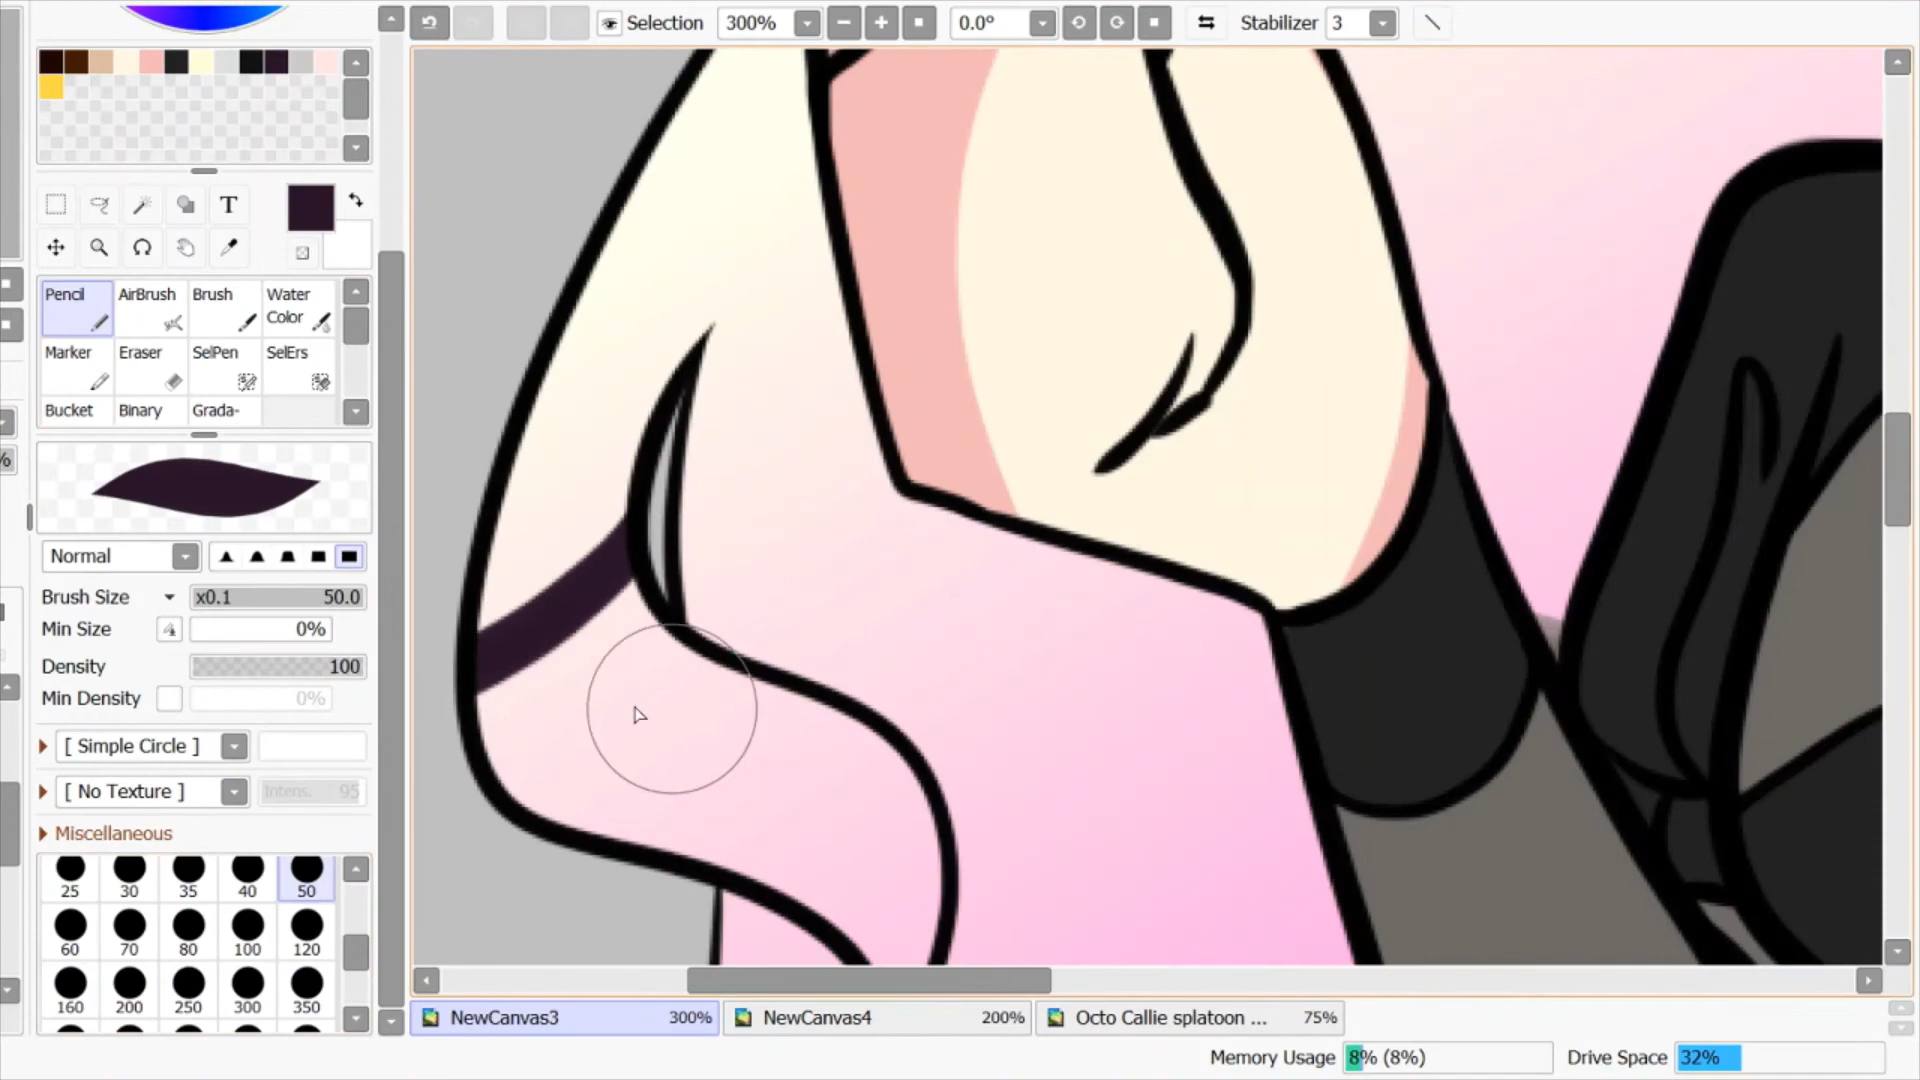 Selection 300% 0.0° Stabilizer 3
T
Pencil AirBrush Brush Water Color
Marker Eraser SelPen SelErs
Bucket Binary Grada-
%
Normal
Brush Size x0.1 50.0
Min Size 0%
Density 100
Min Density 0%
[ Simple Circle ]
[ No Texture ] Intens. 95
Miscellaneous
25 30 35 40 50
60 70 80 100 120
160 200 250 300 350
NewCanvas3 300% NewCanvas4 200% Octo Callie splatoon ... 75%
Memory Usage 8% (8%) Drive Space 32%